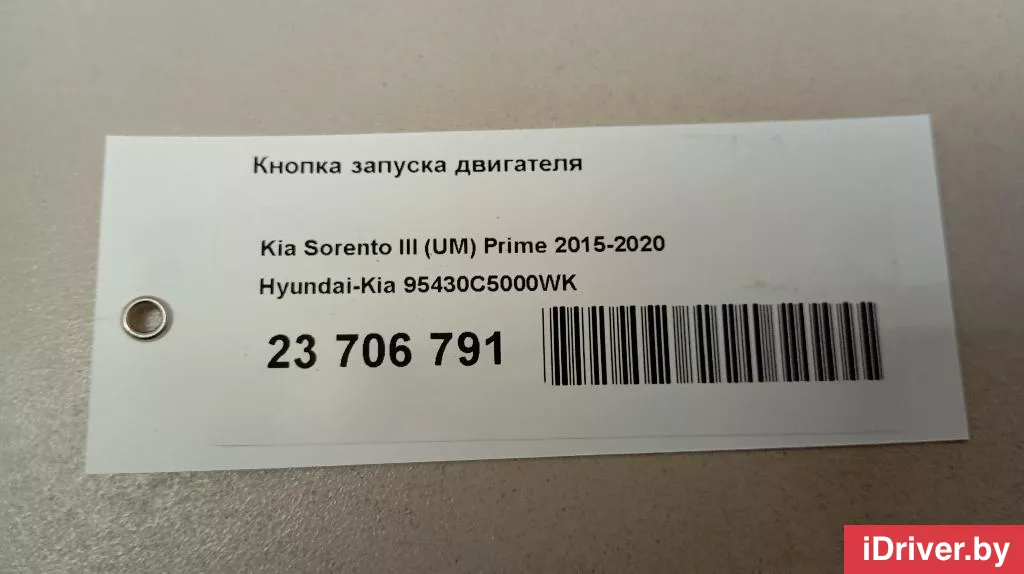 Кнопка запуска двигателя
Kia Sorento III (UM) Prime 2015-2020
Hyundai-Kia 95430C5000WK
23 706 791
iDriver.by